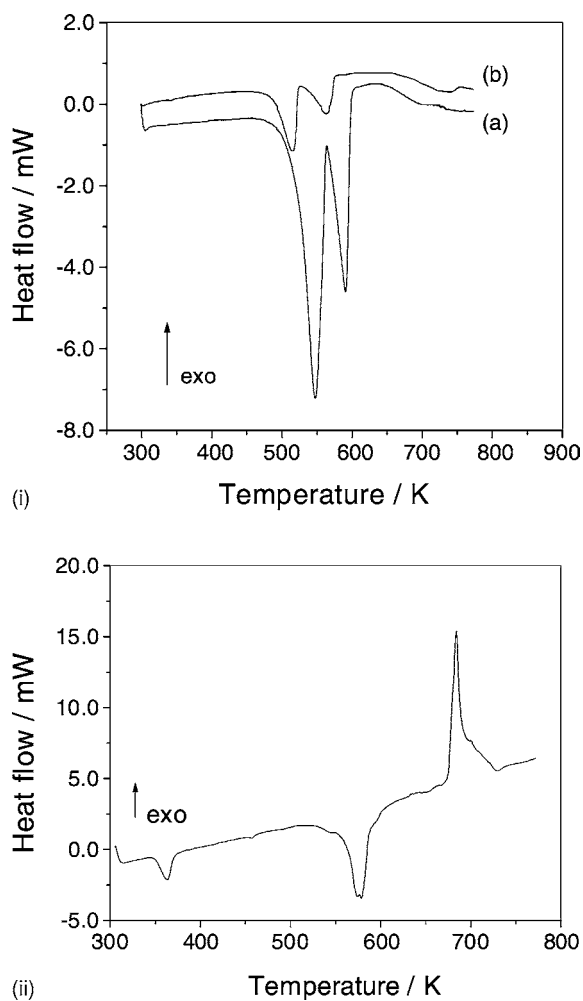 2.0
0.0
-2.0
-4.0
-6.0
-8.0
Heat flow / mW
(b)
(a)
exo
300 400 500 600 700 800 900
Temperature / K
(i)
20.0
15.0
10.0
5.0
0.0
-5.0
Heat flow / mW
exo
300 400 500 600 700 800
Temperature / K
(ii)